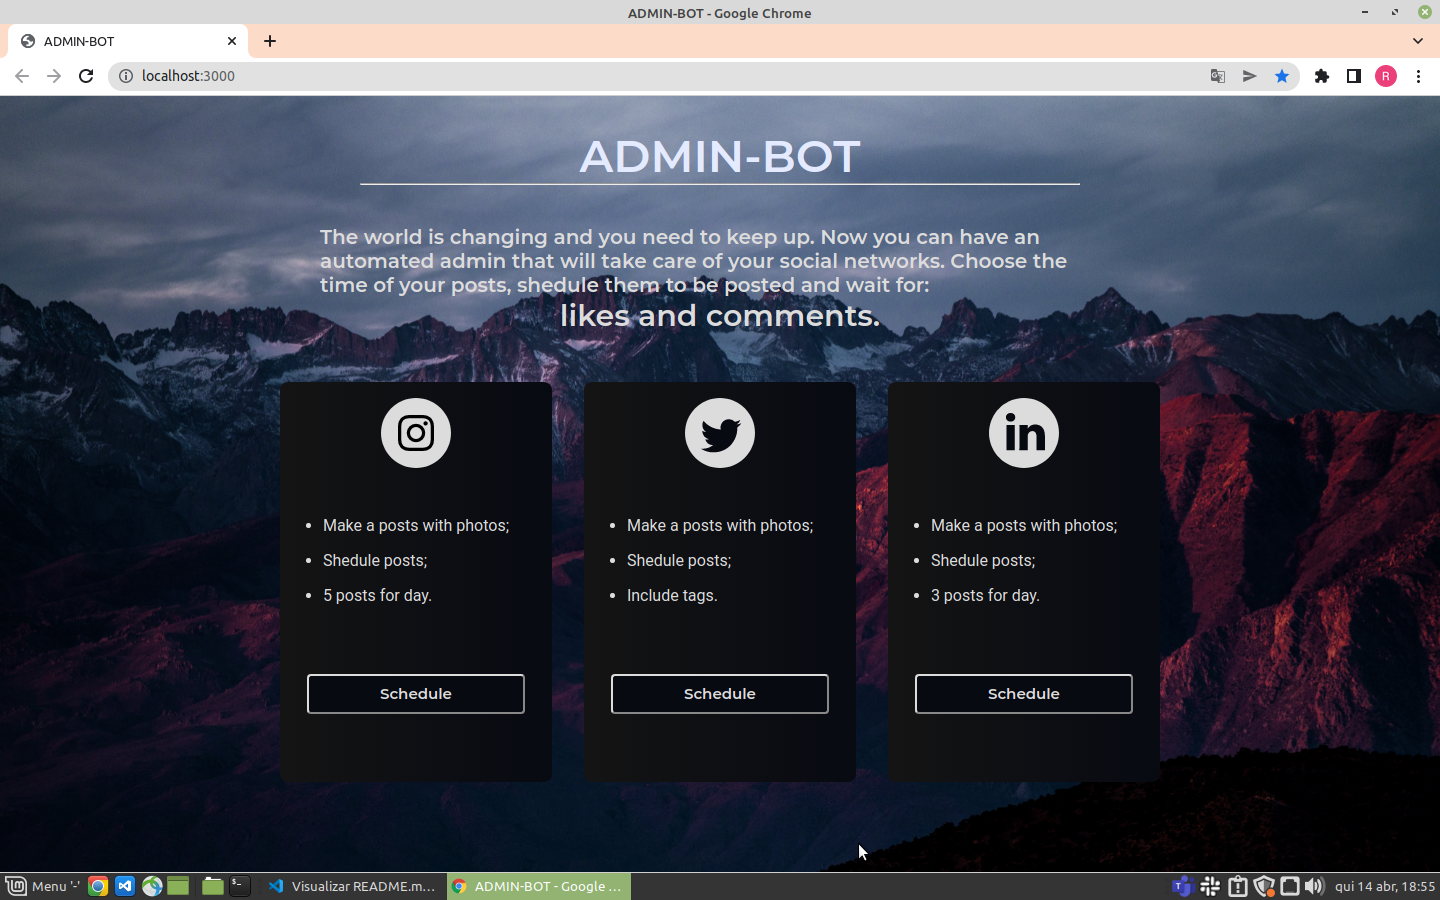 ADMIN-BOT - Google Chrome
ADMIN-BOT
localhost:3000
R
ADMIN-BOT
The world is changing and you need to keep up. Now you can have an
automated admin that will take care of your social networks. Choose the
time of your posts, shedule them to be posted and wait for:
likes and comments.
in
Make a posts with photos;
Shedule posts;
5 posts for day.
Schedule
Make a posts with photos;
Shedule posts;
Include tags.
Schedule
Make a posts with photos;
Shedule posts;
3 posts for day.
Schedule
Menu '-'
Visualizar README.m...
ADMIN-BOT - Google ...
qui 14 abr, 18:55